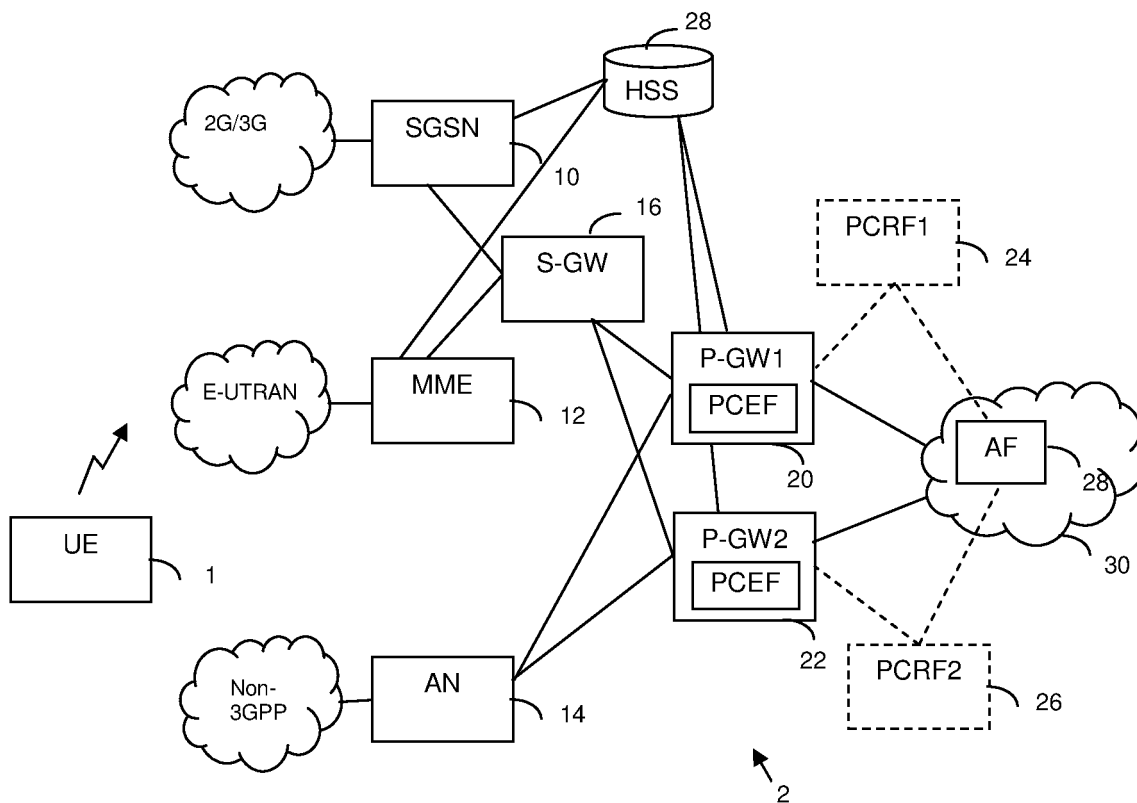 28
HSS
2G/3G
SGSN
10
16
S-GW
PCRF1
24
E-UTRAN
MME
12
P-GW1
PCEF
20
AF
28
30
UE
1
P-GW2
PCEF
22
PCRF2
26
Non-
3GPP
AN
14
2